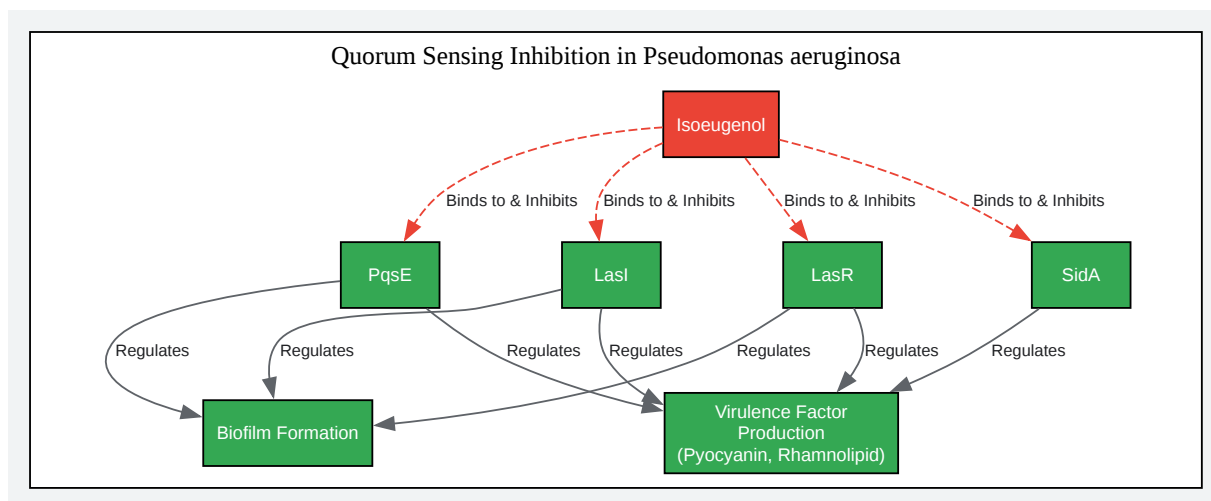 Quorum Sensing Inhibition in Pseudomonas aeruginosa
Isoeugenol
Binds to & Inhibits
Binds to & Inhibits
Binds to & Inhibits
Binds to & Inhibits
PqsE
LasI
LasR
SidA
Regulates
Regulates
Regulates
Regulates
Regulates
Regulates
Regulates
Biofilm Formation
Virulence Factor
Production
(Pyocyanin, Rhamnolipid)